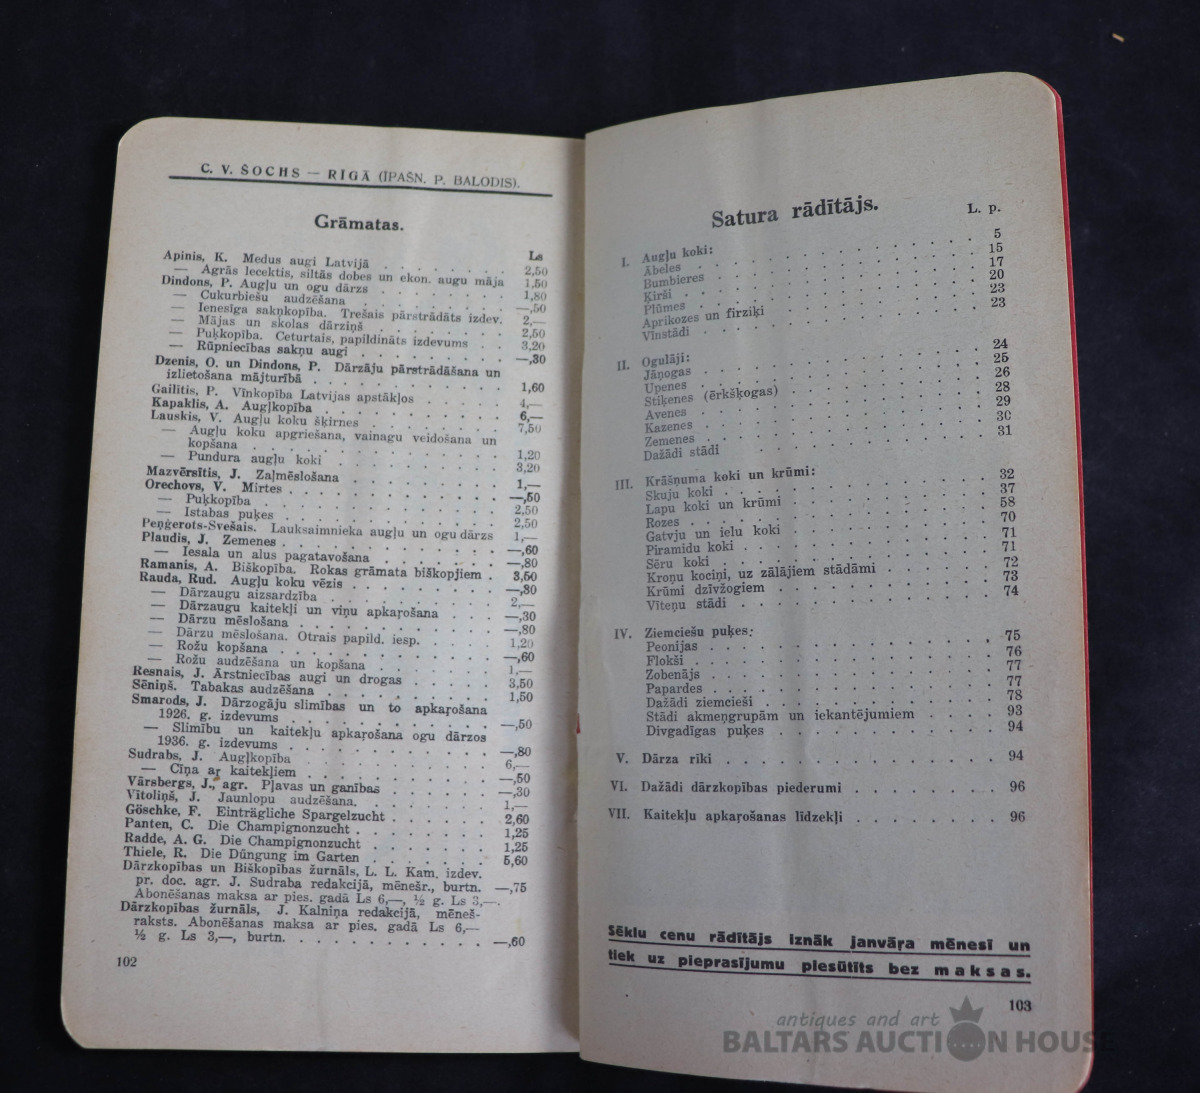 C. V. ŠOCHS — RĪGĀ (ĪPAŠN. P. BALODIS).
Grāmatas.
Ls
Apinis, K. Medus augi Latvijā . . . . . . . 2,50
— Agrās lecektis, siltās dobes un ekon. augu māja 1,50
Dindons, P. Augļu un ogu dārzs . . . . . . . 1,80
— Cukurbiešu audzēšana . . . . . . . —,50
— Ienesīga sakņkopība. Trešais pārstrādāts izdev. 2,—
— Mājas un skolas dārziņš . . . . . . . 2,50
— Puķkopība. Ceturtais, papildināts izdevums . . 3,20
— Rūpniecības sakņu augi . . . . . . . —,30
Dzenis, O. un Dindons, P. Dārzāju pārstrādāšana un
izlietošana mājturībā . . . . . . . 1,60
Gailītis, P. Vīnkopība Latvijas apstākļos . . . . 4,—
Kapaklis, A. Augļkopība . . . . . . . 6,—
Lauskis, V. Augļu koku šķirnes . . . . . . . 7,50
— Augļu koku apgriešana, vainagu veidošana un
kopšana . . . . . . . 1,20
— Pundura augļu koki . . . . . . . 3,20
Mazvērsītis, J. Zaļmēslošana . . . . . . . 1,—
Orechovs, V. Mirtes . . . . . . . —,50
— Puķkopība . . . . . . . 2,50
— Istabas puķes . . . . . . . 2,50
Peņģerots-Svešais. Lauksaimnieka augļu un ogu dārzs 1,—
Plaudis, J. Zemenes . . . . . . . —,60
— Iesala un alus pagatavošana . . . . . . . —,80
Ramanis, A. Biškopība. Rokas grāmata biškopjiem . 3,50
Rauda, Rud. Augļu koku vēzis . . . . . . . —,80
— Dārzaugu aizsardzība . . . . . . . 2,—
— Dārzaugu kaitekļi un viņu apkaŗošana . . . —,30
— Dārzu mēslošana . . . . . . . —,80
— Dārzu mēslošana. Otrais papild. iesp. . . . . 1,20
— Rožu kopšana . . . . . . . —,60
— Rožu audzēšana un kopšana . . . . . . . 1,—
Resnais, J. Ārstniecības augi un drogas . . . . 3,50
Sēniņš. Tabakas audzēšana . . . . . . . 1,50
Smarods, J. Dārzogāju slimības un to apkaŗošana
1926. g. izdevums . . . . . . . —,50
— Slimību un kaitekļu apkaŗošana ogu dārzos
1936. g. izdevums . . . . . . . —,80
Sudrabs, J. Augļkopība . . . . . . . 6,—
— Cīņa ar kaitekļiem . . . . . . . —,50
Vārsbergs, J., agr. Pļavas un ganības . . . . . —,30
Vītoliņš, J. Jaunlopu audzēšana. . . . . . . 1,—
Göschke, F. Einträgliche Spargelzucht . . . . . 2,60
Panten, C. Die Champignonzucht . . . . . . . 1,25
Radde, A. G. Die Champignonzucht . . . . . . . 1,25
Thiele, R. Die Düngung im Garten . . . . . . . 5,60
Dārzkopības un Biškopības žurnāls, L. L. Kam. izdev.
pr. doc. agr. J. Sudraba redakcijā, mēnešr., burtn. —,75
Abonēšanas maksa ar pies. gadā Ls 6,—, ½ g. Ls 3,—.
Dārzkopības žurnāls, J. Kalniņa redakcijā, mēneš-
raksts. Abonēšanas maksa ar pies. gadā Ls 6,—
½ g. Ls 3,—, burtn. . . . . . . . —,60
102
Satura rādītājs.
L. p.
I. Augļu koki:
Ābeles . . . . . . . 5
Bumbieres . . . . . . . 15
Ķirši . . . . . . . 17
Plūmes . . . . . . . 20
Aprikozes un firziķi . . . . . . . 23
Vīnstādi . . . . . . . 23
II. Ogulāji:
Jāņogas . . . . . . . 24
Upenes . . . . . . . 25
Stiķenes (ērkšķogas) . . . . . . . 26
Avenes . . . . . . . 28
Kazenes . . . . . . . 29
Zemenes . . . . . . . 30
Dažādi stādi . . . . . . . 31
III. Krāšņuma koki un krūmi:
Skuju koki . . . . . . . 32
Lapu koki un krūmi . . . . . . . 37
Rozes . . . . . . . 58
Gatvju un ielu koki . . . . . . . 70
Piramidu koki . . . . . . . 71
Sēru koki . . . . . . . 71
Kroņu kociņi, uz zālājiem stādāmi . . . . . . . 72
Krūmi dzīvžogiem . . . . . . . 73
Vīteņu stādi . . . . . . . 74
IV. Ziemciešu puķes:
Peonijas . . . . . . . 75
Flokši . . . . . . . 76
Zobenājs . . . . . . . 77
Papardes . . . . . . . 77
Dažādi ziemcieši . . . . . . . 78
Stādi akmeņgrupām un iekantējumiem . . . . . 93
Divgadīgas puķes . . . . . . . 94
V. Dārza rīki . . . . . . . 94
VI. Dažādi dārzkopības piederumi . . . . . . . 96
VII. Kaitekļu apkaŗošanas līdzekļi . . . . . . . 96
Sēklu cenu rādītājs iznāk janvāŗa mēnesī un
tiek uz pieprasījumu piesūtīts bez maksas.
103
antiques and art
BALTARS AUCTION HOUSE